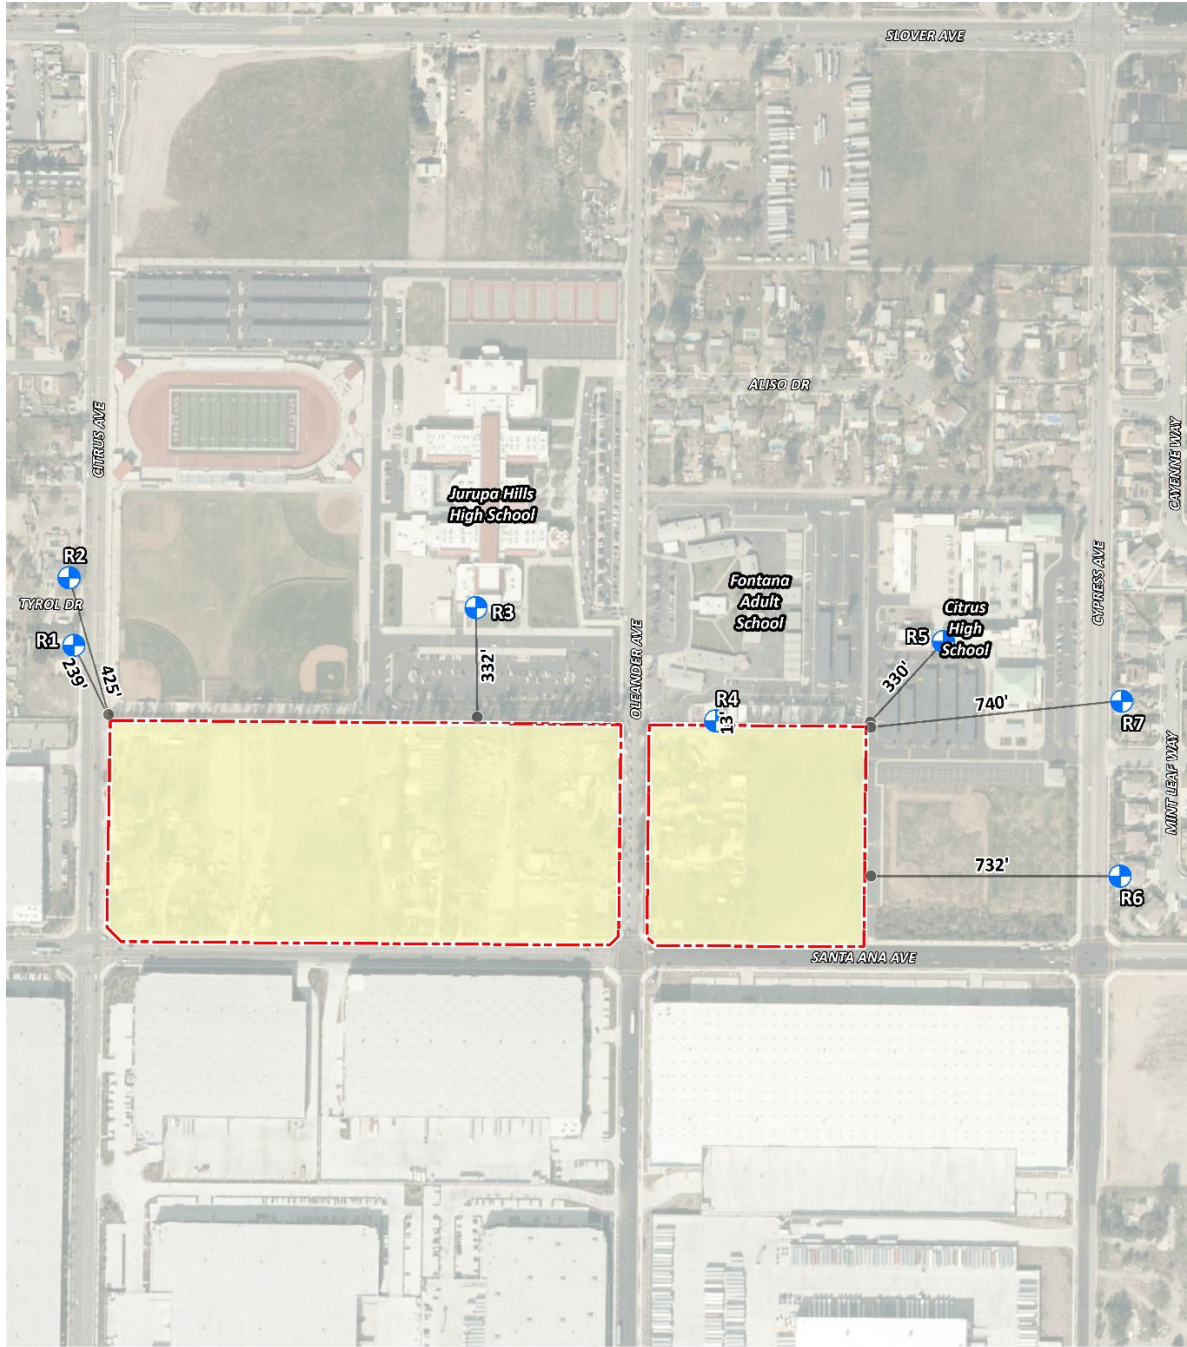 SLOVER AVE
ALISO DR
CITRUS AVE
CAYENNE WAY
Jurupa Hills
High School
R2
TYROL DR
R1
239'
425'
R3
332'
OLEANDER AVE
Fontana
Adult
School
CYPRESS AVE
Citrus
High
School
R5
330'
R4
13'
740'
R7
MINT LEAF WAY
732'
R6
SANTA ANA AVE